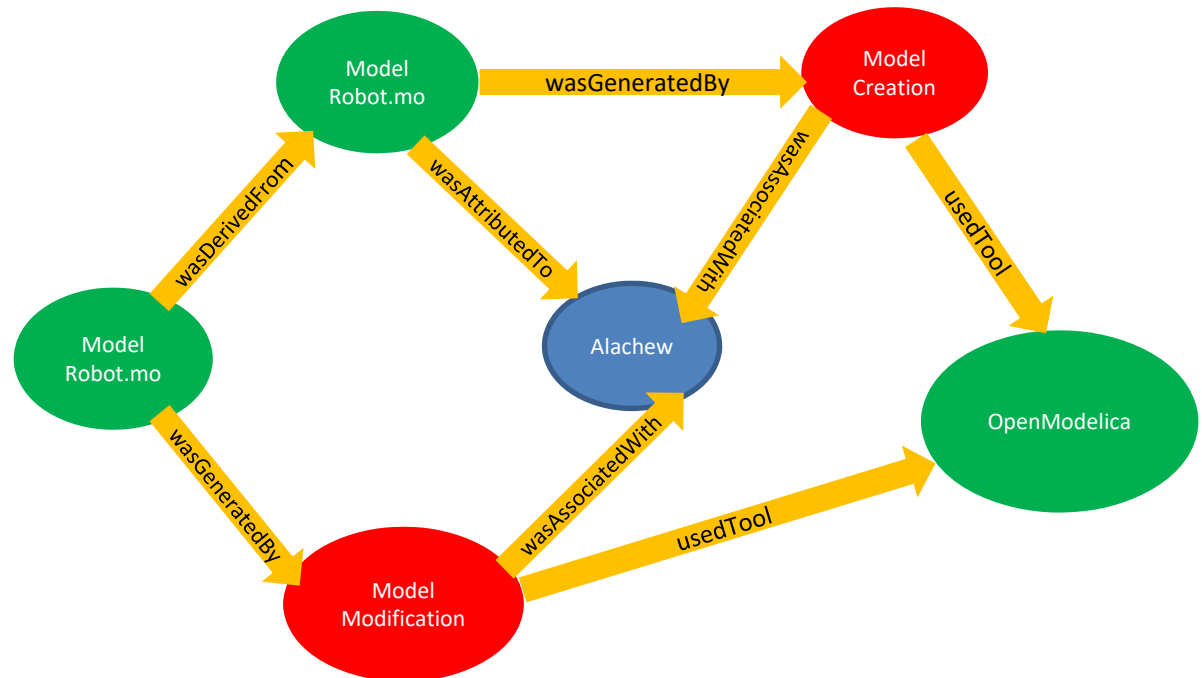 Model
Robot.mo
wasGeneratedBy
Model
Creation
wasDerivedFrom
wasAttributedTo
wasAssociatedWith
usedTool
Model
Robot.mo
Alachew
OpenModelica
wasGeneratedBy
wasAssociatedWith
usedTool
Model
Modification